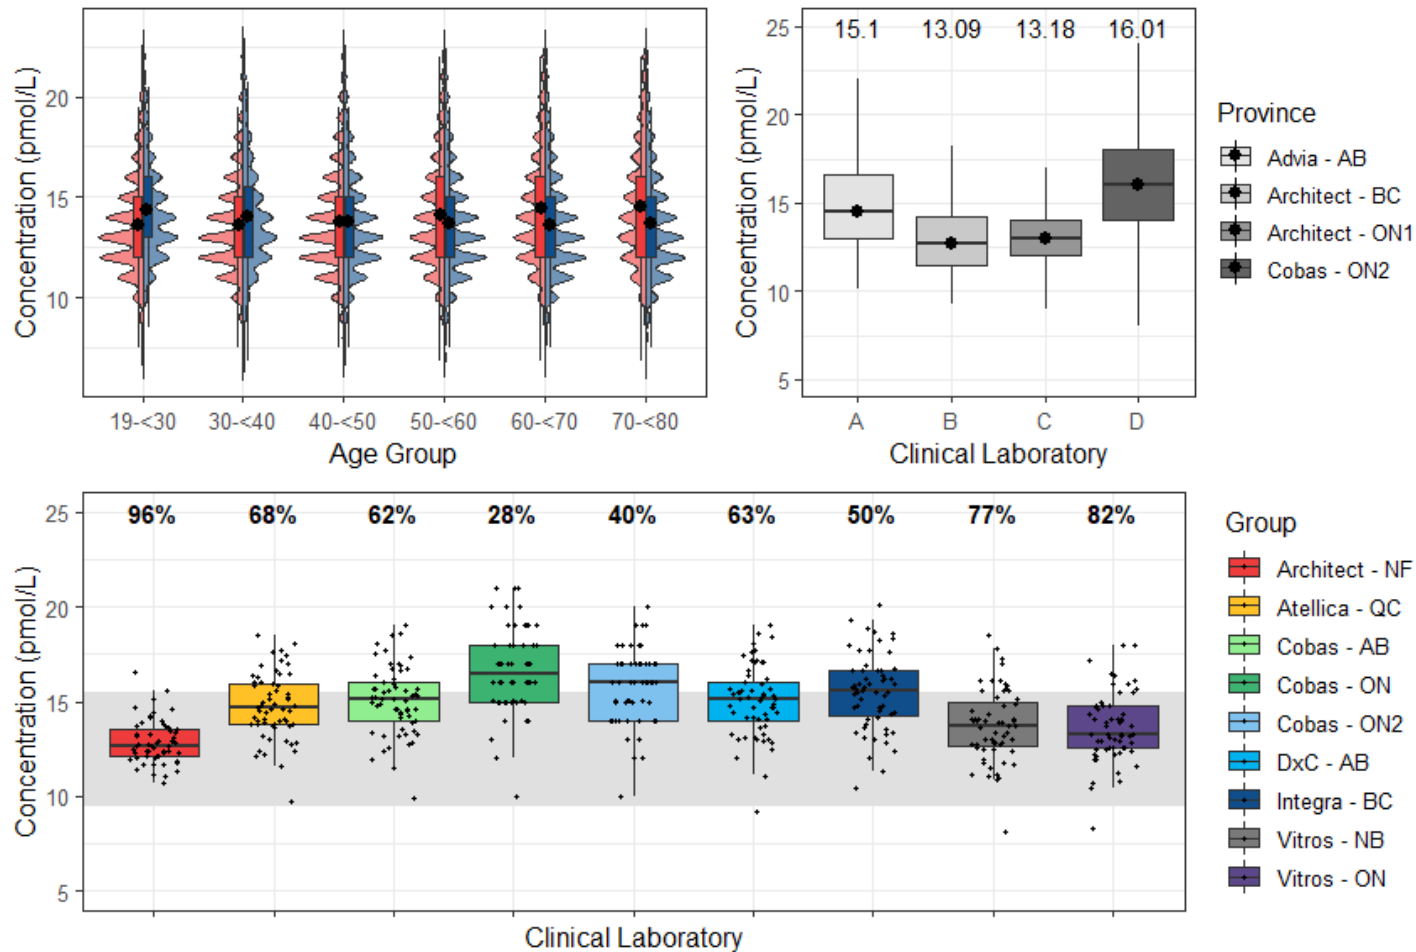 Concentration (pmol/L)
20
15
10
19-<30 30-<40 40-<50 50-<60 60-<70 70-<80
Age Group
Concentration (pmol/L)
25
20
15
10
5
15.1 13.09 13.18 16.01
A B C D
Clinical Laboratory
Province
Advia - AB
Architect - BC
Architect - ON1
Cobas - ON2
Concentration (pmol/L)
25
20
15
10
5
96% 68% 62% 28% 40% 63% 50% 77% 82%
Clinical Laboratory
Group
Architect - NF
Atellica - QC
Cobas - AB
Cobas - ON
Cobas - ON2
DxC - AB
Integra - BC
Vitros - NB
Vitros - ON